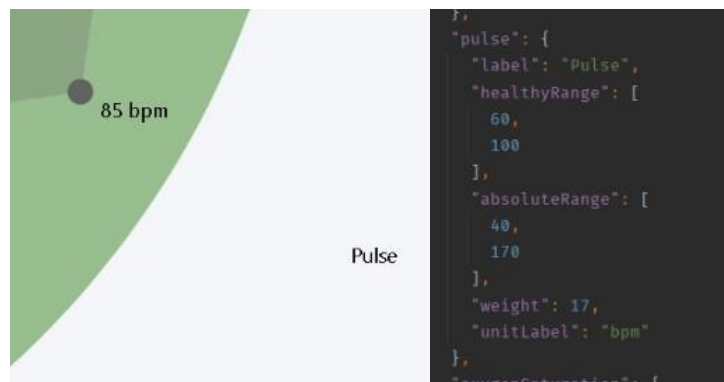 85 bpm
Pulse
},
"pulse": {
"label": "Pulse",
"healthyRange": [
60,
100
],
"absoluteRange": [
40,
170
],
"weight": 17,
"unitLabel": "bpm"
},